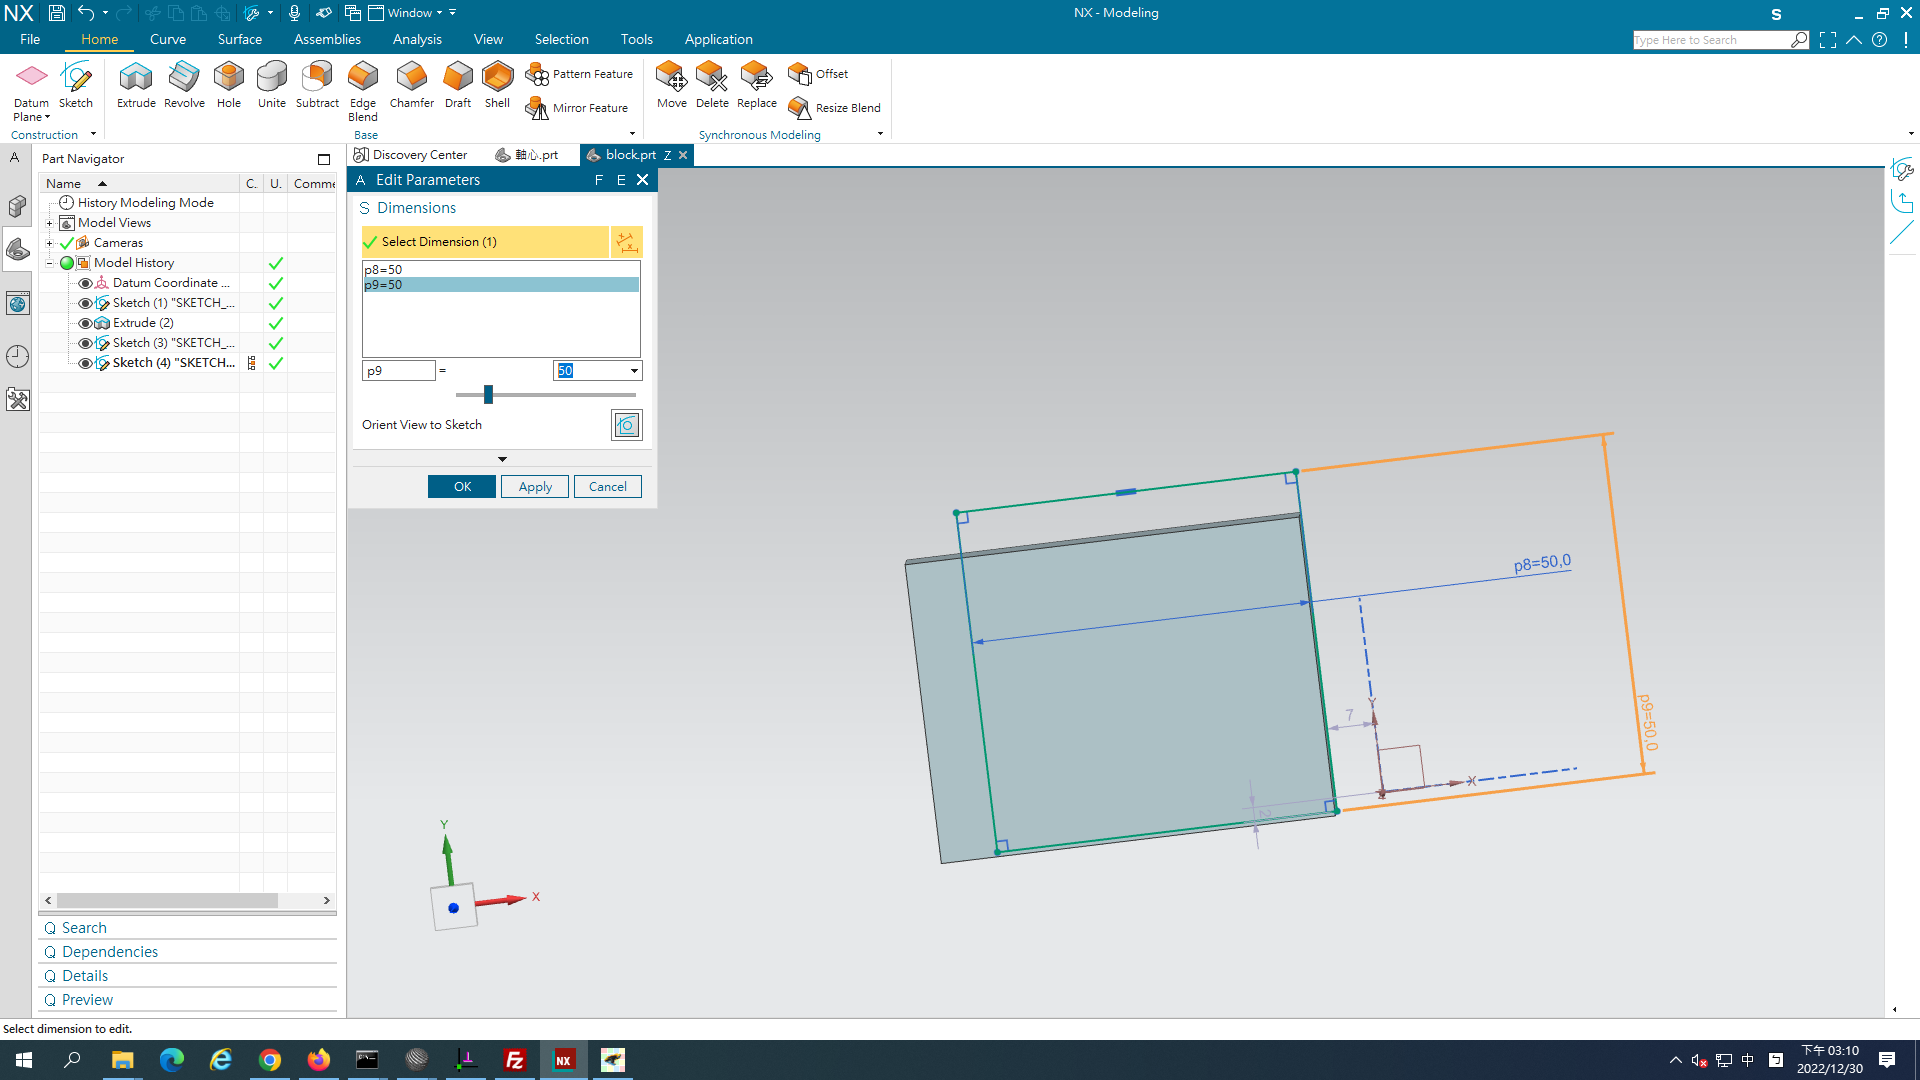 NX
Window
NX - Modeling
S
File Home Curve Surface Assemblies Analysis View Selection Tools Application
Type Here to Search
Datum Plane
Sketch
Extrude
Revolve
Hole
Unite
Subtract
Edge Blend
Chamfer
Draft
Shell
Pattern Feature
Mirror Feature
Move
Delete
Replace
Offset
Resize Blend
Construction
Base
Synchronous Modeling
A
Part Navigator
Discovery Center
軸心.prt
block.prt Z
Name C. U. Comme
History Modeling Mode
Model Views
Cameras
Model History
Datum Coordinate ...
Sketch (1) "SKETCH_...
Extrude (2)
Sketch (3) "SKETCH_...
Sketch (4) "SKETCH...
A Edit Parameters F E
S Dimensions
Select Dimension (1)
p8=50
p9=50
p9 = 50
Orient View to Sketch
OK Apply Cancel
p8=50,0
p9=50,0
7
2
Y
X
Y
X
Q Search
Q Dependencies
Q Details
Q Preview
Select dimension to edit.
Fz
NX
中
下午 03:10
2022/12/30